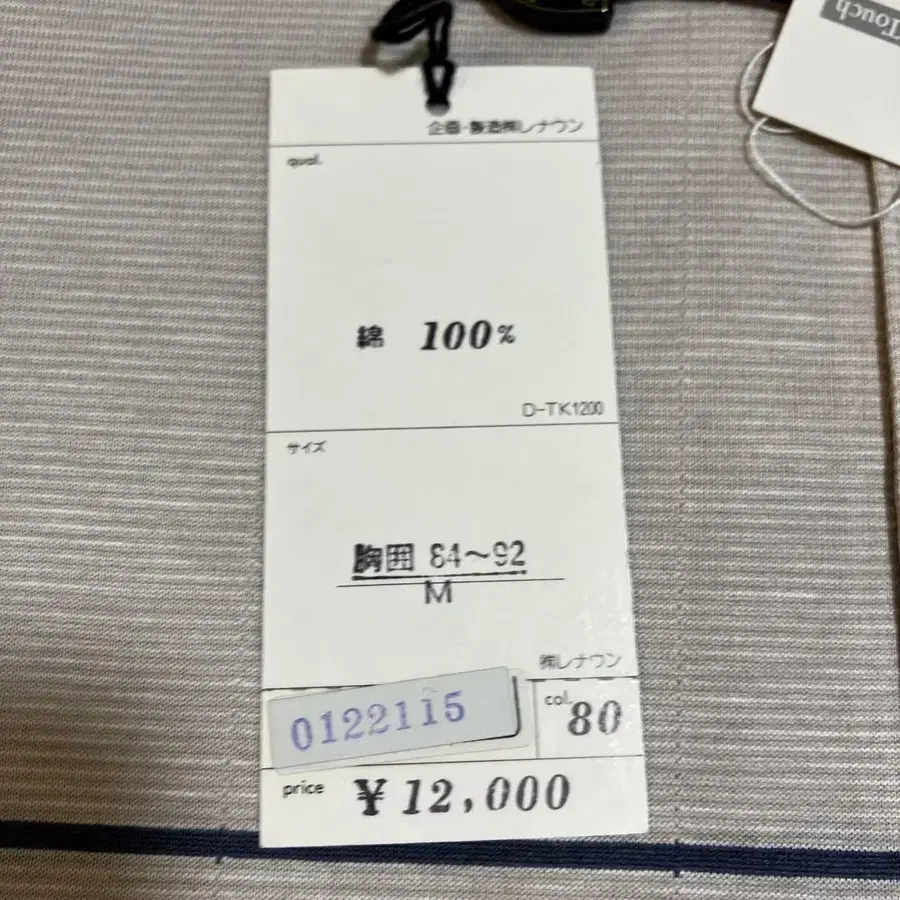 Touch
企画・製造㈱レナウン
qual.
綿 100%
D-TK1200
サイズ
胸囲 84～92
M
㈱レナウン
0122115
col. 80
price ¥12,000